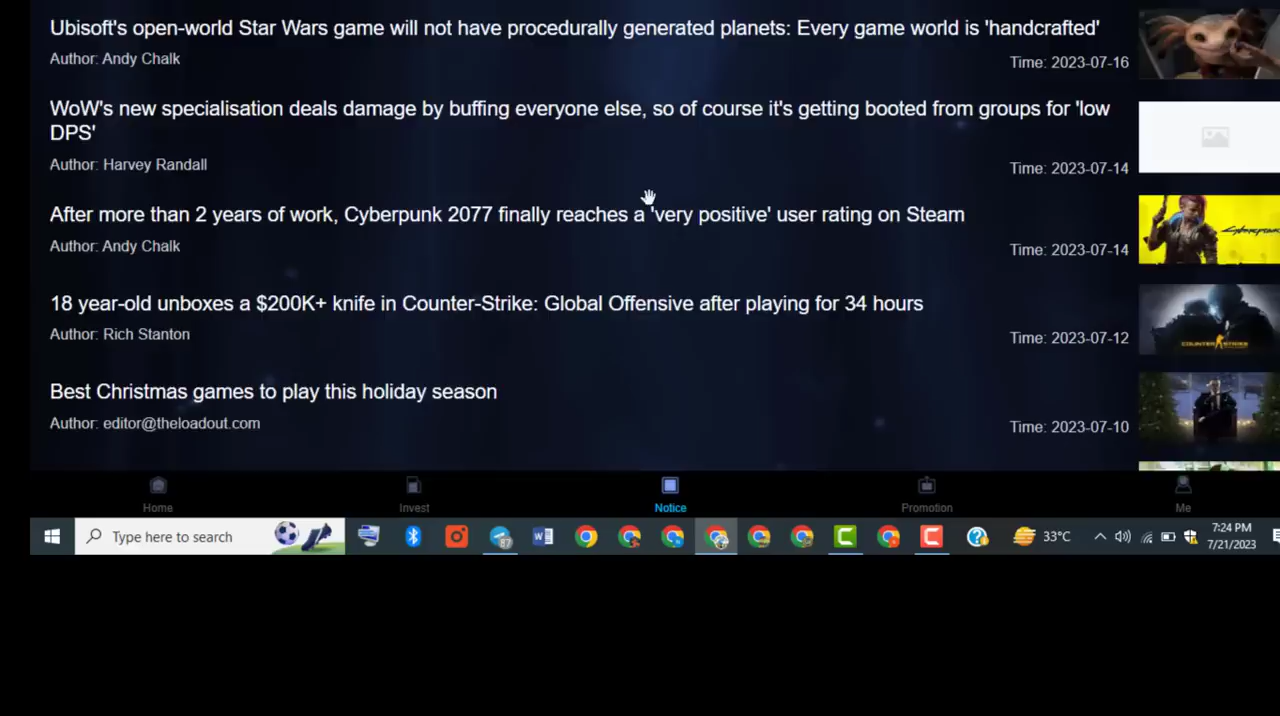 Ubisoft's open-world Star Wars game will not have procedurally generated planets: Every game world is 'handcrafted'
Author: Andy Chalk
Time: 2023-07-16
WoW's new specialisation deals damage by buffing everyone else, so of course it's getting booted from groups for 'low
DPS'
Author: Harvey Randall
Time: 2023-07-14
After more than 2 years of work, Cyberpunk 2077 finally reaches a 'very positive' user rating on Steam
Author: Andy Chalk
Time: 2023-07-14
18 year-old unboxes a $200K+ knife in Counter-Strike: Global Offensive after playing for 34 hours
Author: Rich Stanton
Time: 2023-07-12
COUNTER STRIKE
Best Christmas games to play this holiday season
Author: editor@theloadout.com
Time: 2023-07-10
Home
Invest
Notice
Promotion
Me
Type here to search
87
33°C
7:24 PM
7/21/2023